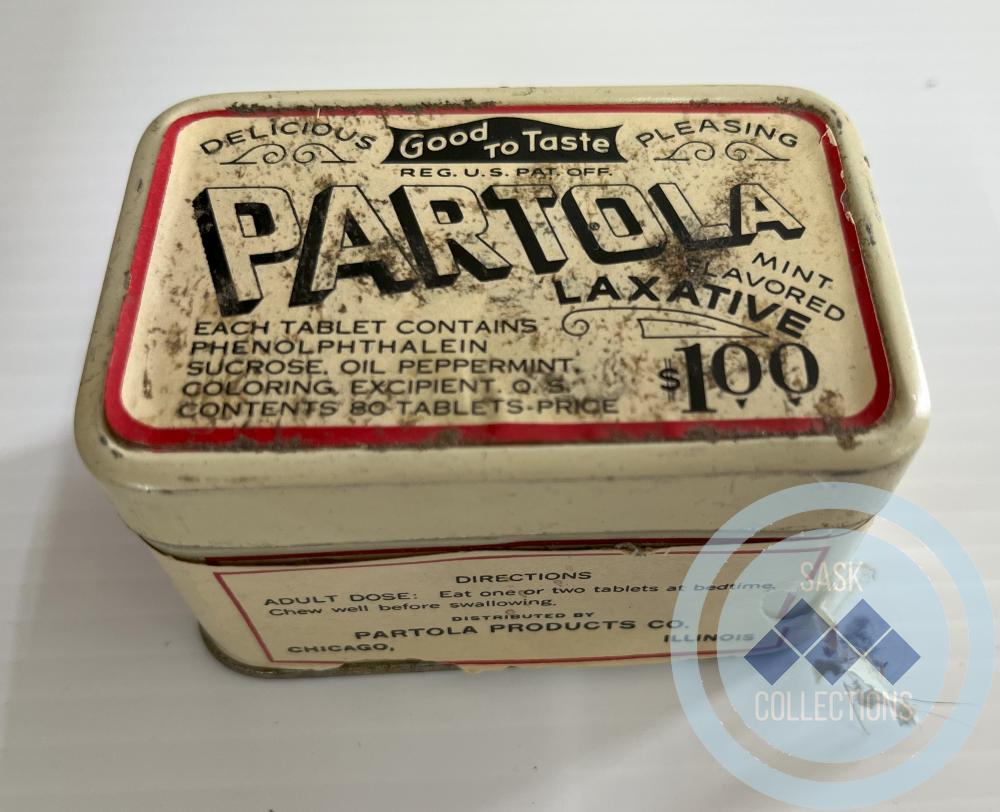 DELICIOUS Good To Taste PLEASING
REG. U.S. PAT. OFF.
PARTOLA
MINT
FLAVORED
LAXATIVE
EACH TABLET CONTAINS
PHENOLPHTHALEIN
SUCROSE. OIL PEPPERMINT.
COLORING. EXCIPIENT. Q. S.
CONTENTS 80 TABLETS-PRICE $1.00
DIRECTIONS
ADULT DOSE: Eat one or two tablets at bedtime.
Chew well before swallowing.
DISTRIBUTED BY
PARTOLA PRODUCTS CO.
CHICAGO, ILLINOIS
SASK
COLLECTIONS